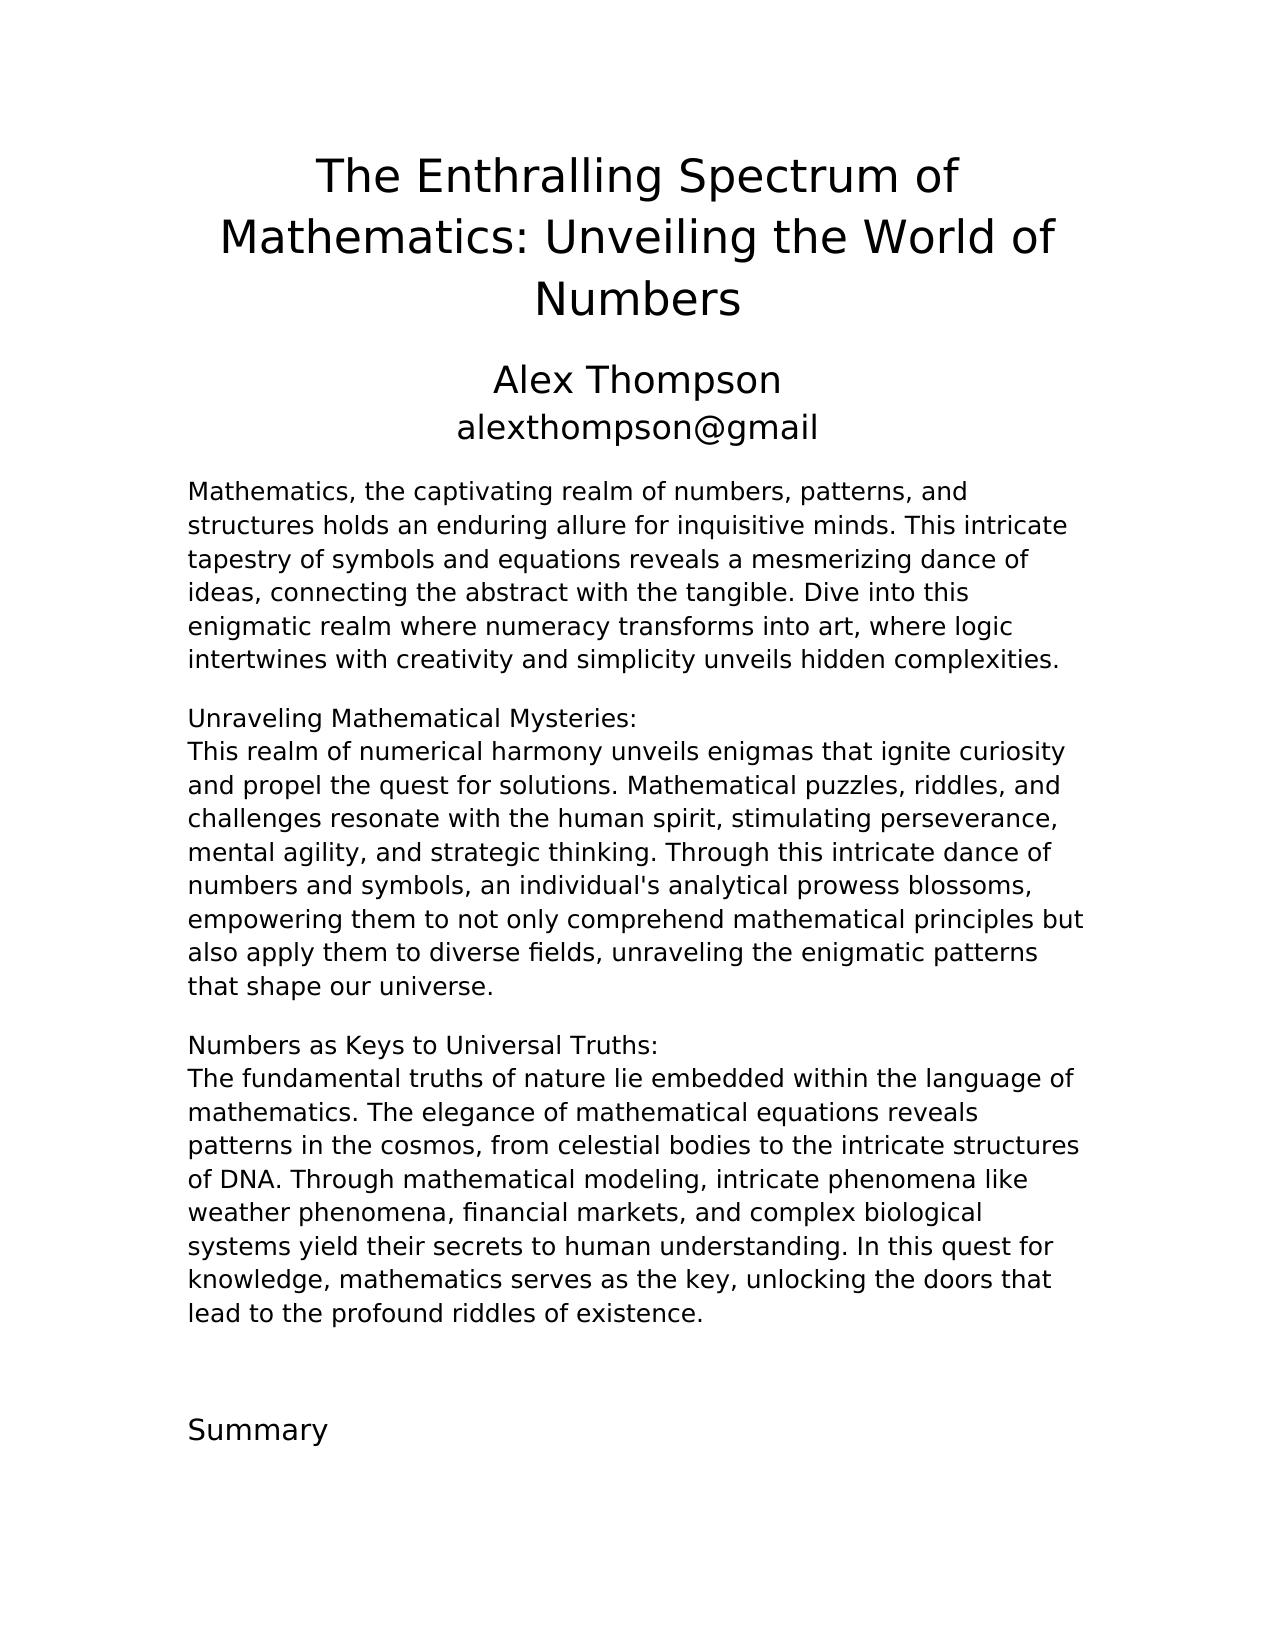 The Enthralling Spectrum of
Mathematics: Unveiling the World of
Numbers
Alex Thompson
alexthompson@gmail
Mathematics, the captivating realm of numbers, patterns, and
structures holds an enduring allure for inquisitive minds. This intricate
tapestry of symbols and equations reveals a mesmerizing dance of
ideas, connecting the abstract with the tangible. Dive into this
enigmatic realm where numeracy transforms into art, where logic
intertwines with creativity and simplicity unveils hidden complexities.
Unraveling Mathematical Mysteries:
This realm of numerical harmony unveils enigmas that ignite curiosity
and propel the quest for solutions. Mathematical puzzles, riddles, and
challenges resonate with the human spirit, stimulating perseverance,
mental agility, and strategic thinking. Through this intricate dance of
numbers and symbols, an individual's analytical prowess blossoms,
empowering them to not only comprehend mathematical principles but
also apply them to diverse fields, unraveling the enigmatic patterns
that shape our universe.
Numbers as Keys to Universal Truths:
The fundamental truths of nature lie embedded within the language of
mathematics. The elegance of mathematical equations reveals
patterns in the cosmos, from celestial bodies to the intricate structures
of DNA. Through mathematical modeling, intricate phenomena like
weather phenomena, financial markets, and complex biological
systems yield their secrets to human understanding. In this quest for
knowledge, mathematics serves as the key, unlocking the doors that
lead to the profound riddles of existence.
Summary